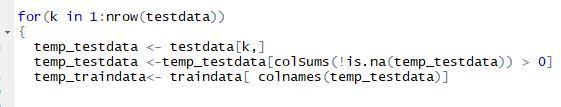 for(k in 1:nrow(testdata))
{
temp_testdata <- testdata[k,]
temp_testdata <-temp_testdata[colSums(!is.na(temp_testdata)) > 0]
temp_traindata<- traindata[ colnames(temp_testdata)]